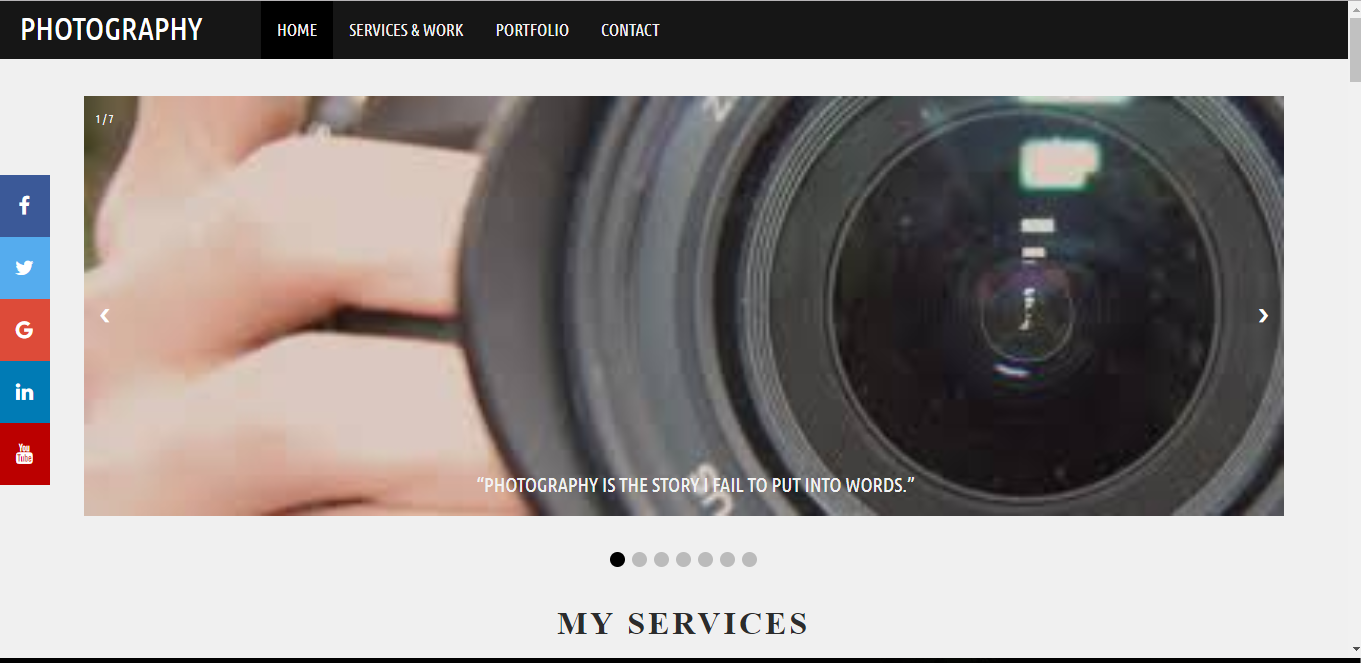 PHOTOGRAPHY
HOME SERVICES & WORK PORTFOLIO CONTACT
1 / 7
You
Tube
“PHOTOGRAPHY IS THE STORY I FAIL TO PUT INTO WORDS.”
MY SERVICES